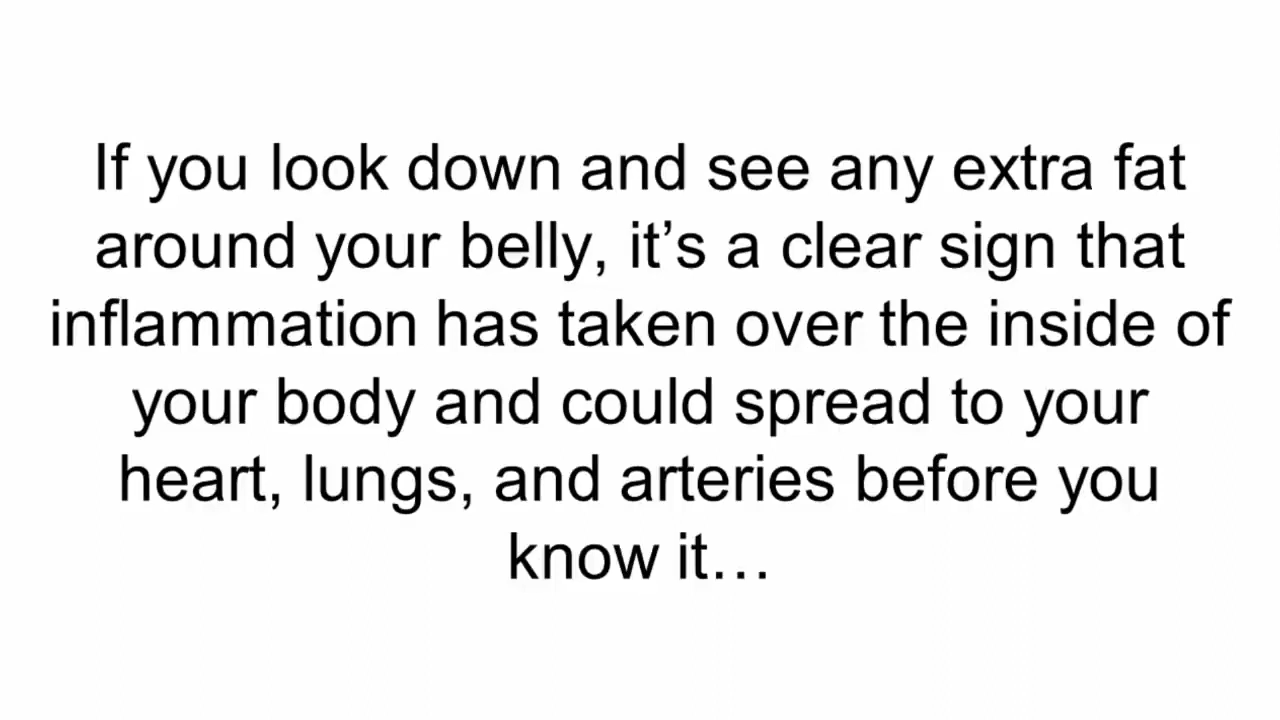 If you look down and see any extra fat
around your belly, it’s a clear sign that
inflammation has taken over the inside of
your body and could spread to your
heart, lungs, and arteries before you
know it…